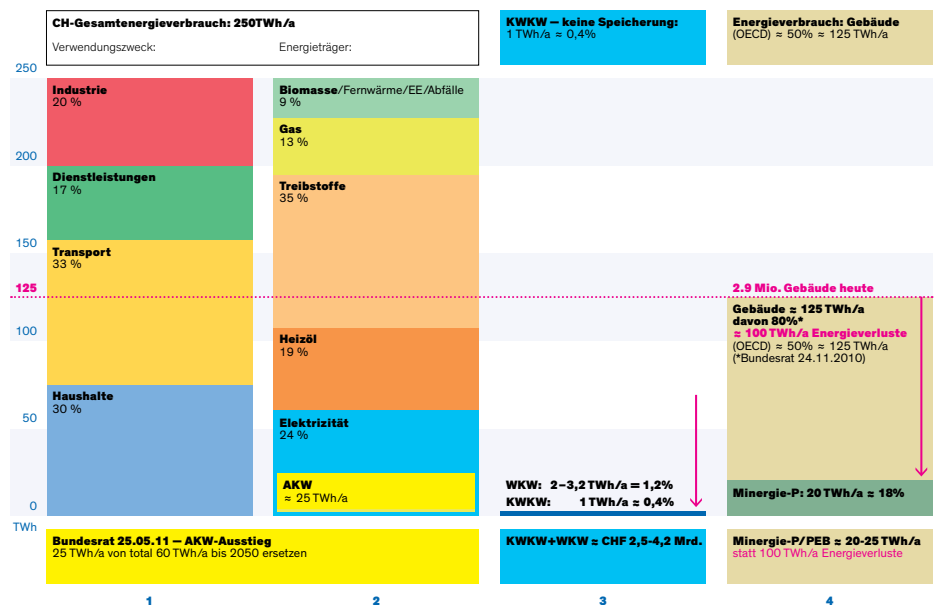 CH-Gesamtenergieverbrauch: 250TWh/a
Verwendungszweck:
Energieträger:
KWKW – keine Speicherung:
1 TWh/a ≈ 0,4%
Energieverbrauch: Gebäude
(OECD) ≈ 50% ≈ 125 TWh/a
250
200
150
125
100
50
0
TWh
Industrie
20 %
Dienstleistungen
17 %
Transport
33 %
Haushalte
30 %
Biomasse/Fernwärme/EE/Abfälle
9 %
Gas
13 %
Treibstoffe
35 %
Heizöl
19 %
Elektrizität
24 %
AKW
≈ 25 TWh/a
WKW: 2–3,2 TWh/a = 1,2%
KWKW: 1 TWh/a ≈ 0,4%
2.9 Mio. Gebäude heute
Gebäude ≈ 125 TWh/a
davon 80%*
≈ 100 TWh/a Energieverluste
(OECD) ≈ 50% ≈ 125 TWh/a
(*Bundesrat 24.11.2010)
Minergie-P: 20 TWh/a ≈ 18%
Bundesrat 25.05.11 — AKW-Ausstieg
25 TWh/a von total 60 TWh/a bis 2050 ersetzen
KWKW+WKW ≈ CHF 2,5-4,2 Mrd.
Minergie-P/PEB ≈ 20-25 TWh/a
statt 100 TWh/a Energieverluste
1
2
3
4